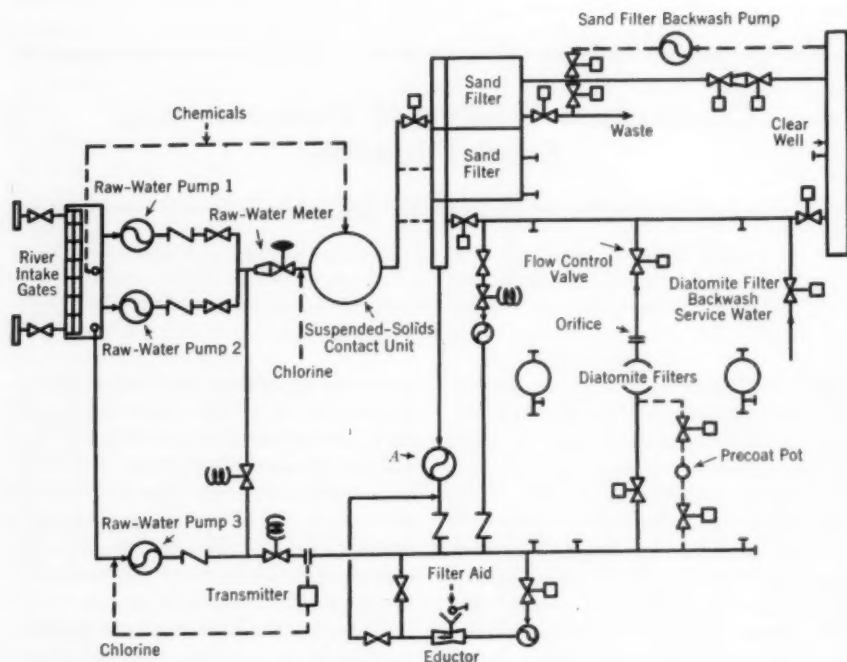 Sand Filter Backwash Pump
Sand
Filter
Chemicals
Waste
Clear
Well
Sand
Filter
Raw-Water Pump 1
Raw-Water Meter
River
Intake
Gates
Flow Control
Valve
Diatomite Filter
Backwash
Service Water
Raw-Water Pump 2
Suspended-Solids
Contact Unit
Orifice
Chlorine
Diatomite Filters
A
Precoat Pot
Raw-Water Pump 3
Filter Aid
Transmitter
Chlorine
Eductor